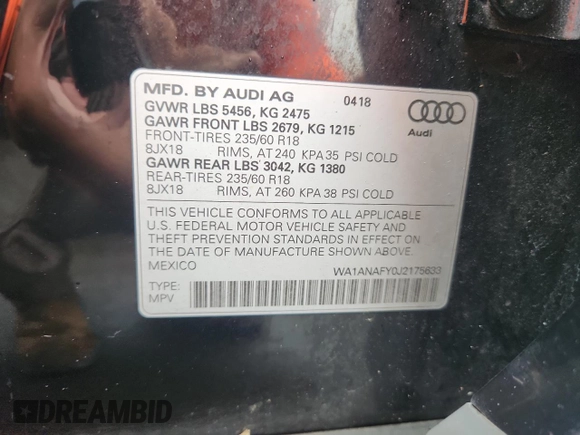 MFD. BY AUDI AG 0418
GVWR LBS 5456, KG 2475
GAWR FRONT LBS 2679, KG 1215
FRONT-TIRES 235/60 R18
8JX18 RIMS, AT 240 KPA 35 PSI COLD
GAWR REAR LBS 3042, KG 1380
REAR-TIRES 235/60 R18
8JX18 RIMS, AT 260 KPA 38 PSI COLD
Audi
THIS VEHICLE CONFORMS TO ALL APPLICABLE
U.S. FEDERAL MOTOR VEHICLE SAFETY AND
THEFT PREVENTION STANDARDS IN EFFECT ON
THE DATE OF MANUFACTURE SHOWN ABOVE.
MEXICO WA1ANAFY0J2175633
TYPE:
MPV
DREAMBID